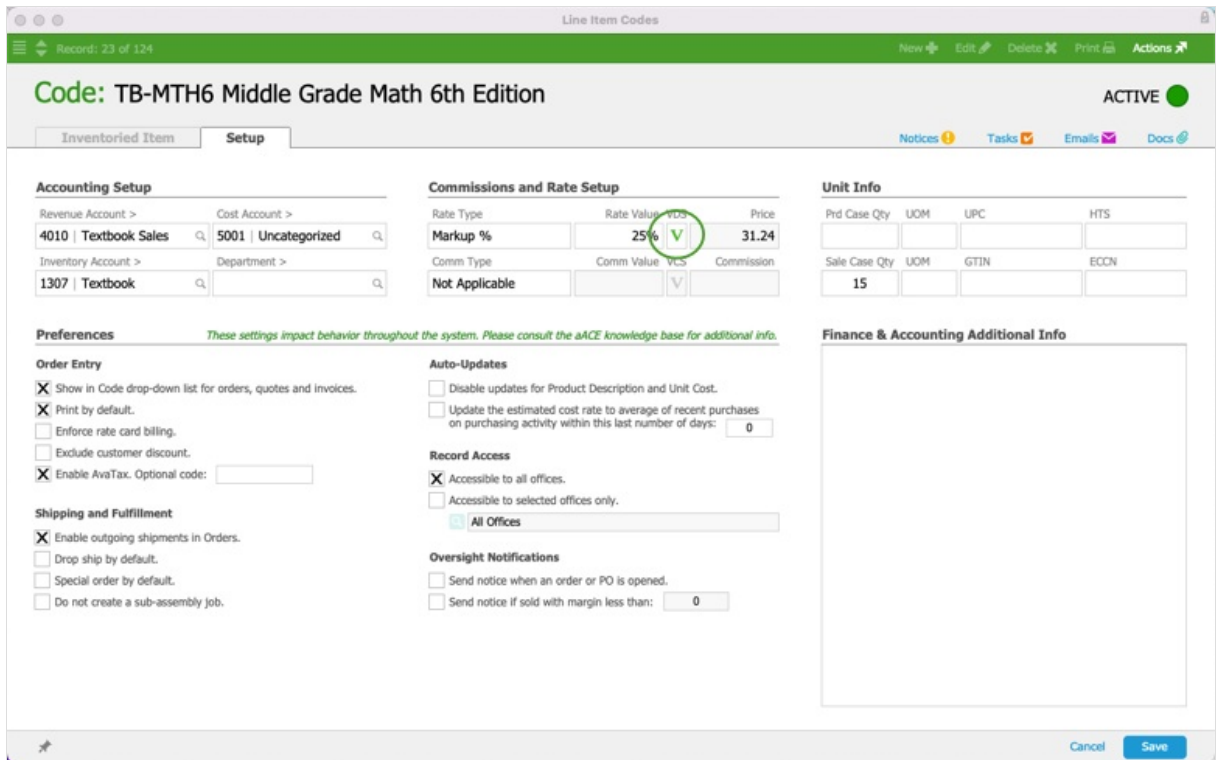 Line Item Codes
Record: 23 of 124
New Edit Delete Print Actions
Code: TB-MTH6 Middle Grade Math 6th Edition
ACTIVE
Inventoried Item Setup
Notices Tasks Emails Docs
Accounting Setup
Revenue Account > Cost Account >
4010 | Textbook Sales 5001 | Uncategorized
Inventory Account > Department >
1307 | Textbook
Commissions and Rate Setup
Rate Type Rate Value VDS Price
Markup % 25% V 31.24
Comm Type Comm Value VCS Commission
Not Applicable V
Unit Info
Prd Case Qty UOM UPC HTS
Sale Case Qty UOM GTIN ECCN
15
Preferences These settings impact behavior throughout the system. Please consult the aACE knowledge base for additional info.
Order Entry
X Show in Code drop-down list for orders, quotes and invoices.
X Print by default.
Enforce rate card billing.
Exclude customer discount.
X Enable AvaTax. Optional code:
Shipping and Fulfillment
X Enable outgoing shipments in Orders.
Drop ship by default.
Special order by default.
Do not create a sub-assembly job.
Auto-Updates
Disable updates for Product Description and Unit Cost.
Update the estimated cost rate to average of recent purchases
on purchasing activity within this last number of days: 0
Record Access
X Accessible to all offices.
Accessible to selected offices only.
All Offices
Oversight Notifications
Send notice when an order or PO is opened.
Send notice if sold with margin less than: 0
Finance & Accounting Additional Info
Cancel Save